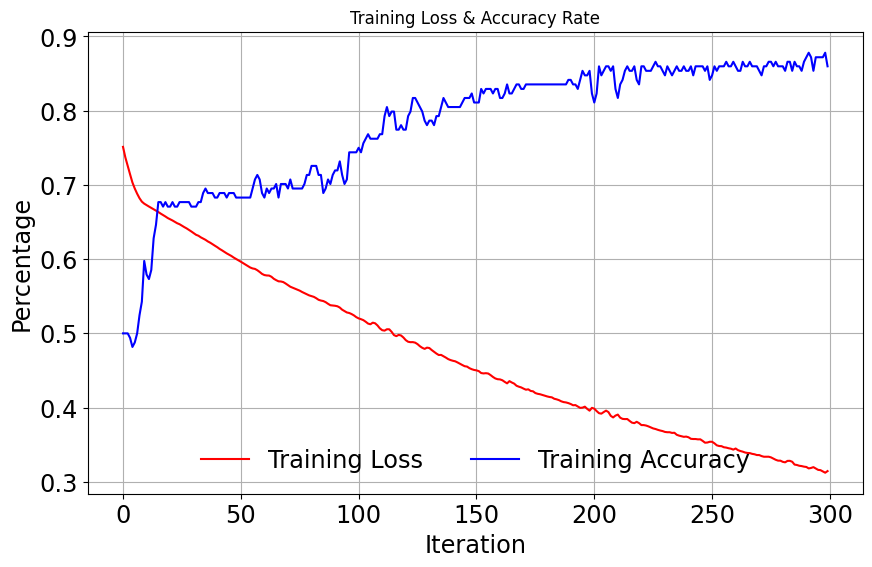 Training Loss & Accuracy Rate
0.9
0.8
0.7
0.6
0.5
0.4
0.3
Percentage
Training Loss
Training Accuracy
0
50
100
150
200
250
300
Iteration